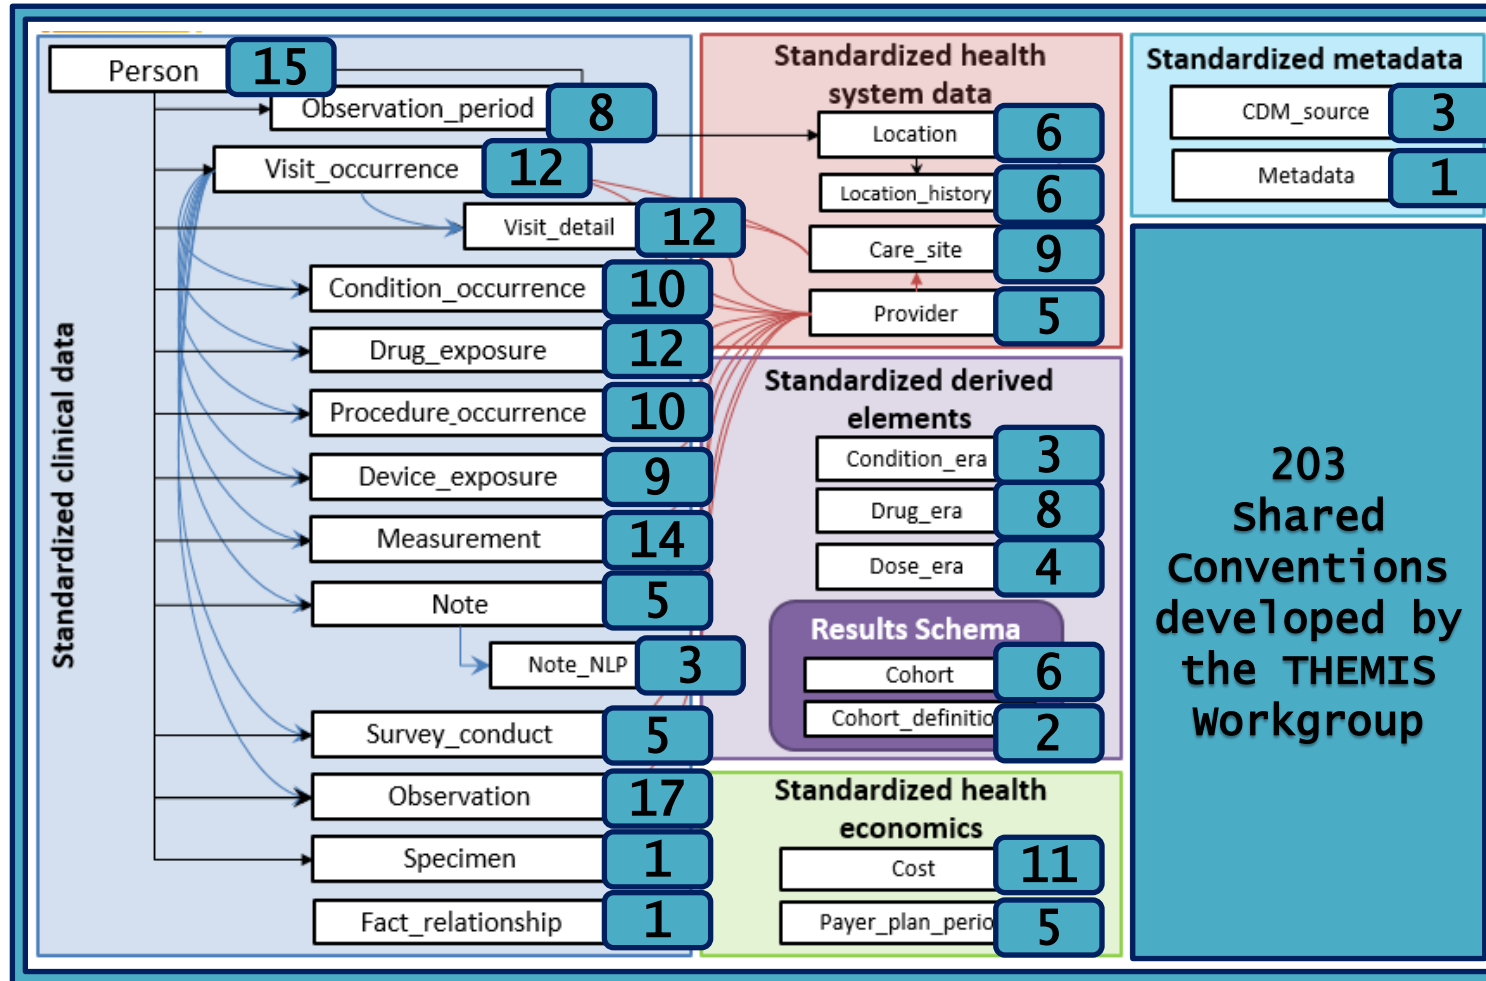 Standardized clinical data
Person 15
Observation_period 8
Visit_occurrence 12
Visit_detail 12
Condition_occurrence 10
Drug_exposure 12
Procedure_occurrence 10
Device_exposure 9
Measurement 14
Note 5
Note_NLP 3
Survey_conduct 5
Observation 17
Specimen 1
Fact_relationship 1
Standardized health
system data
Location 6
Location_history 6
Care_site 9
Provider 5
Standardized derived
elements
Condition_era 3
Drug_era 8
Dose_era 4
Results Schema
Cohort 6
Cohort_definitio 2
Standardized health
economics
Cost 11
Payer_plan_perio 5
Standardized metadata
CDM_source 3
Metadata 1
203
Shared
Conventions
developed by
the THEMIS
Workgroup